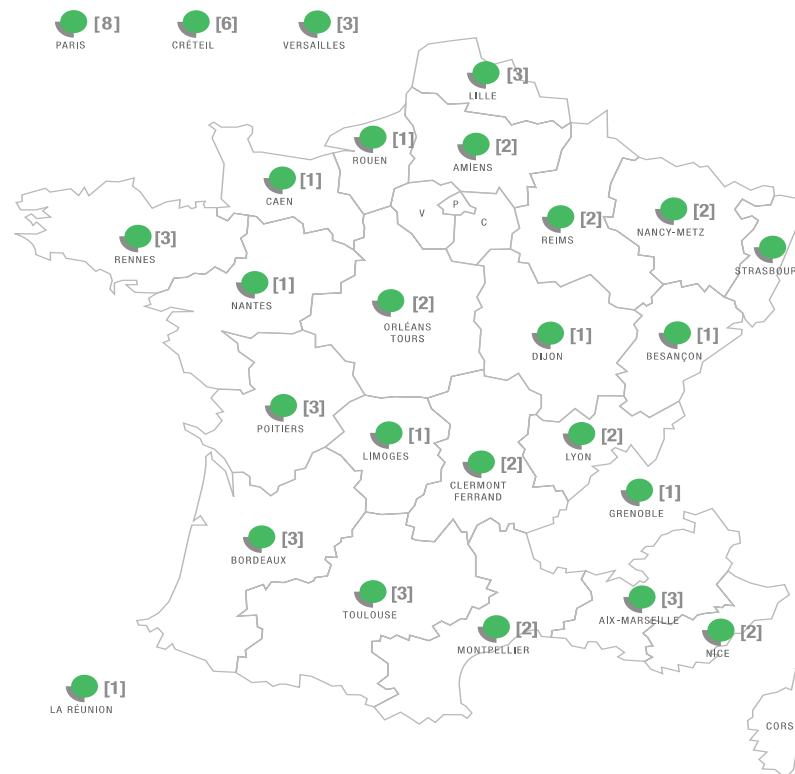 [8]
PARIS
[6]
CRÉTEIL
[3]
VERSAILLES
[3]
LILLE
[1]
ROUEN
[2]
AMIENS
[1]
CAEN
V
P
C
[2]
REIMS
[2]
NANCY-METZ
[3]
RENNES
STRASBOUR
[1]
NANTES
[2]
ORLÉANS
TOURS
[1]
DIJON
[1]
BESANÇON
[3]
POITIERS
[1]
LIMOGES
[2]
CLERMONT
FERRAND
[2]
LYON
[1]
GRENOBLE
[3]
BORDEAUX
[3]
TOULOUSE
[2]
MONTPELLIER
[3]
AIX-MARSEILLE
[2]
NICE
[1]
LA RÉUNION
CORS